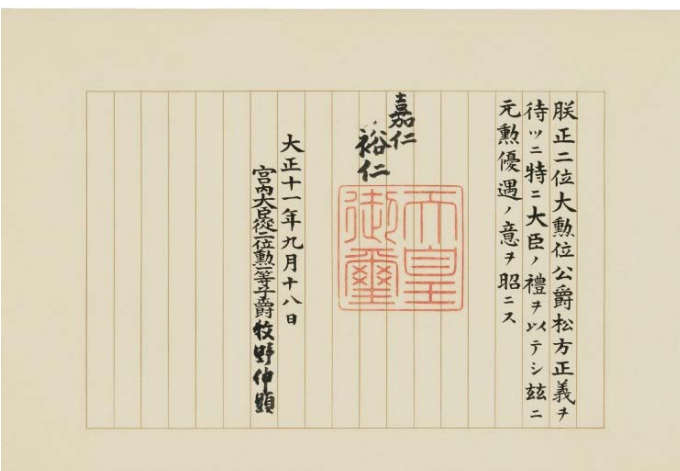 朕正二位大勲位公爵松方正義ヲ
待ツニ特ニ大臣ノ禮ヲ以テシ玆ニ
元勲優遇ノ意ヲ昭ニス
嘉仁
裕仁
天皇
御璽
大正十一年九月十八日
宮内大臣從二位勲一等子爵牧野伸顕